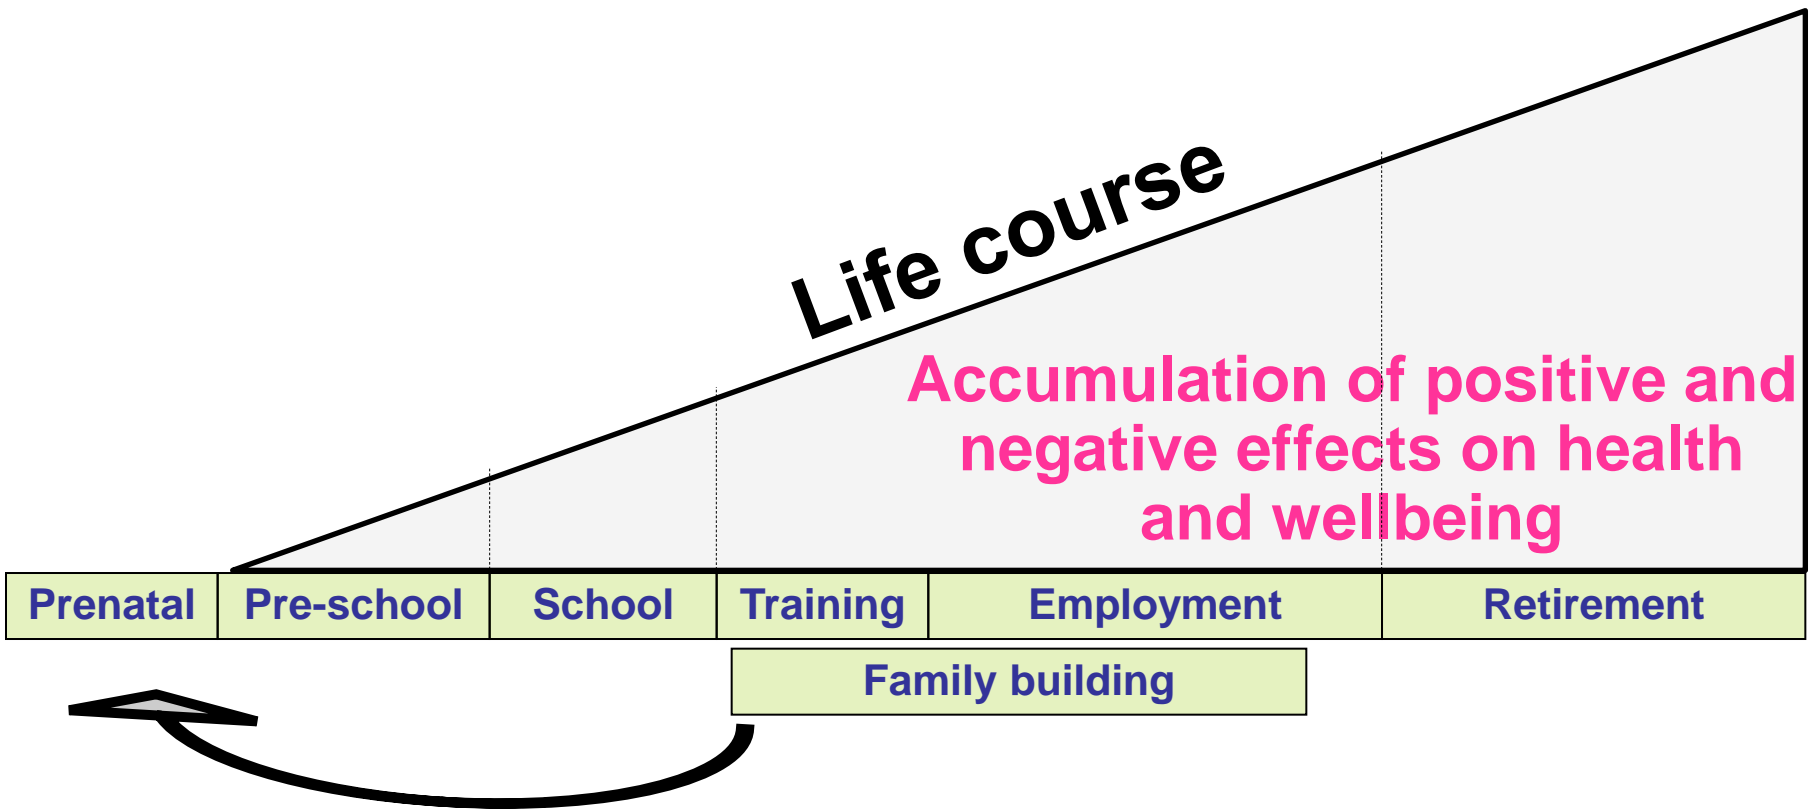 Life course
Accumulation of positive and
negative effects on health
and wellbeing
Prenatal
Pre-school
School
Training
Employment
Retirement
Family building